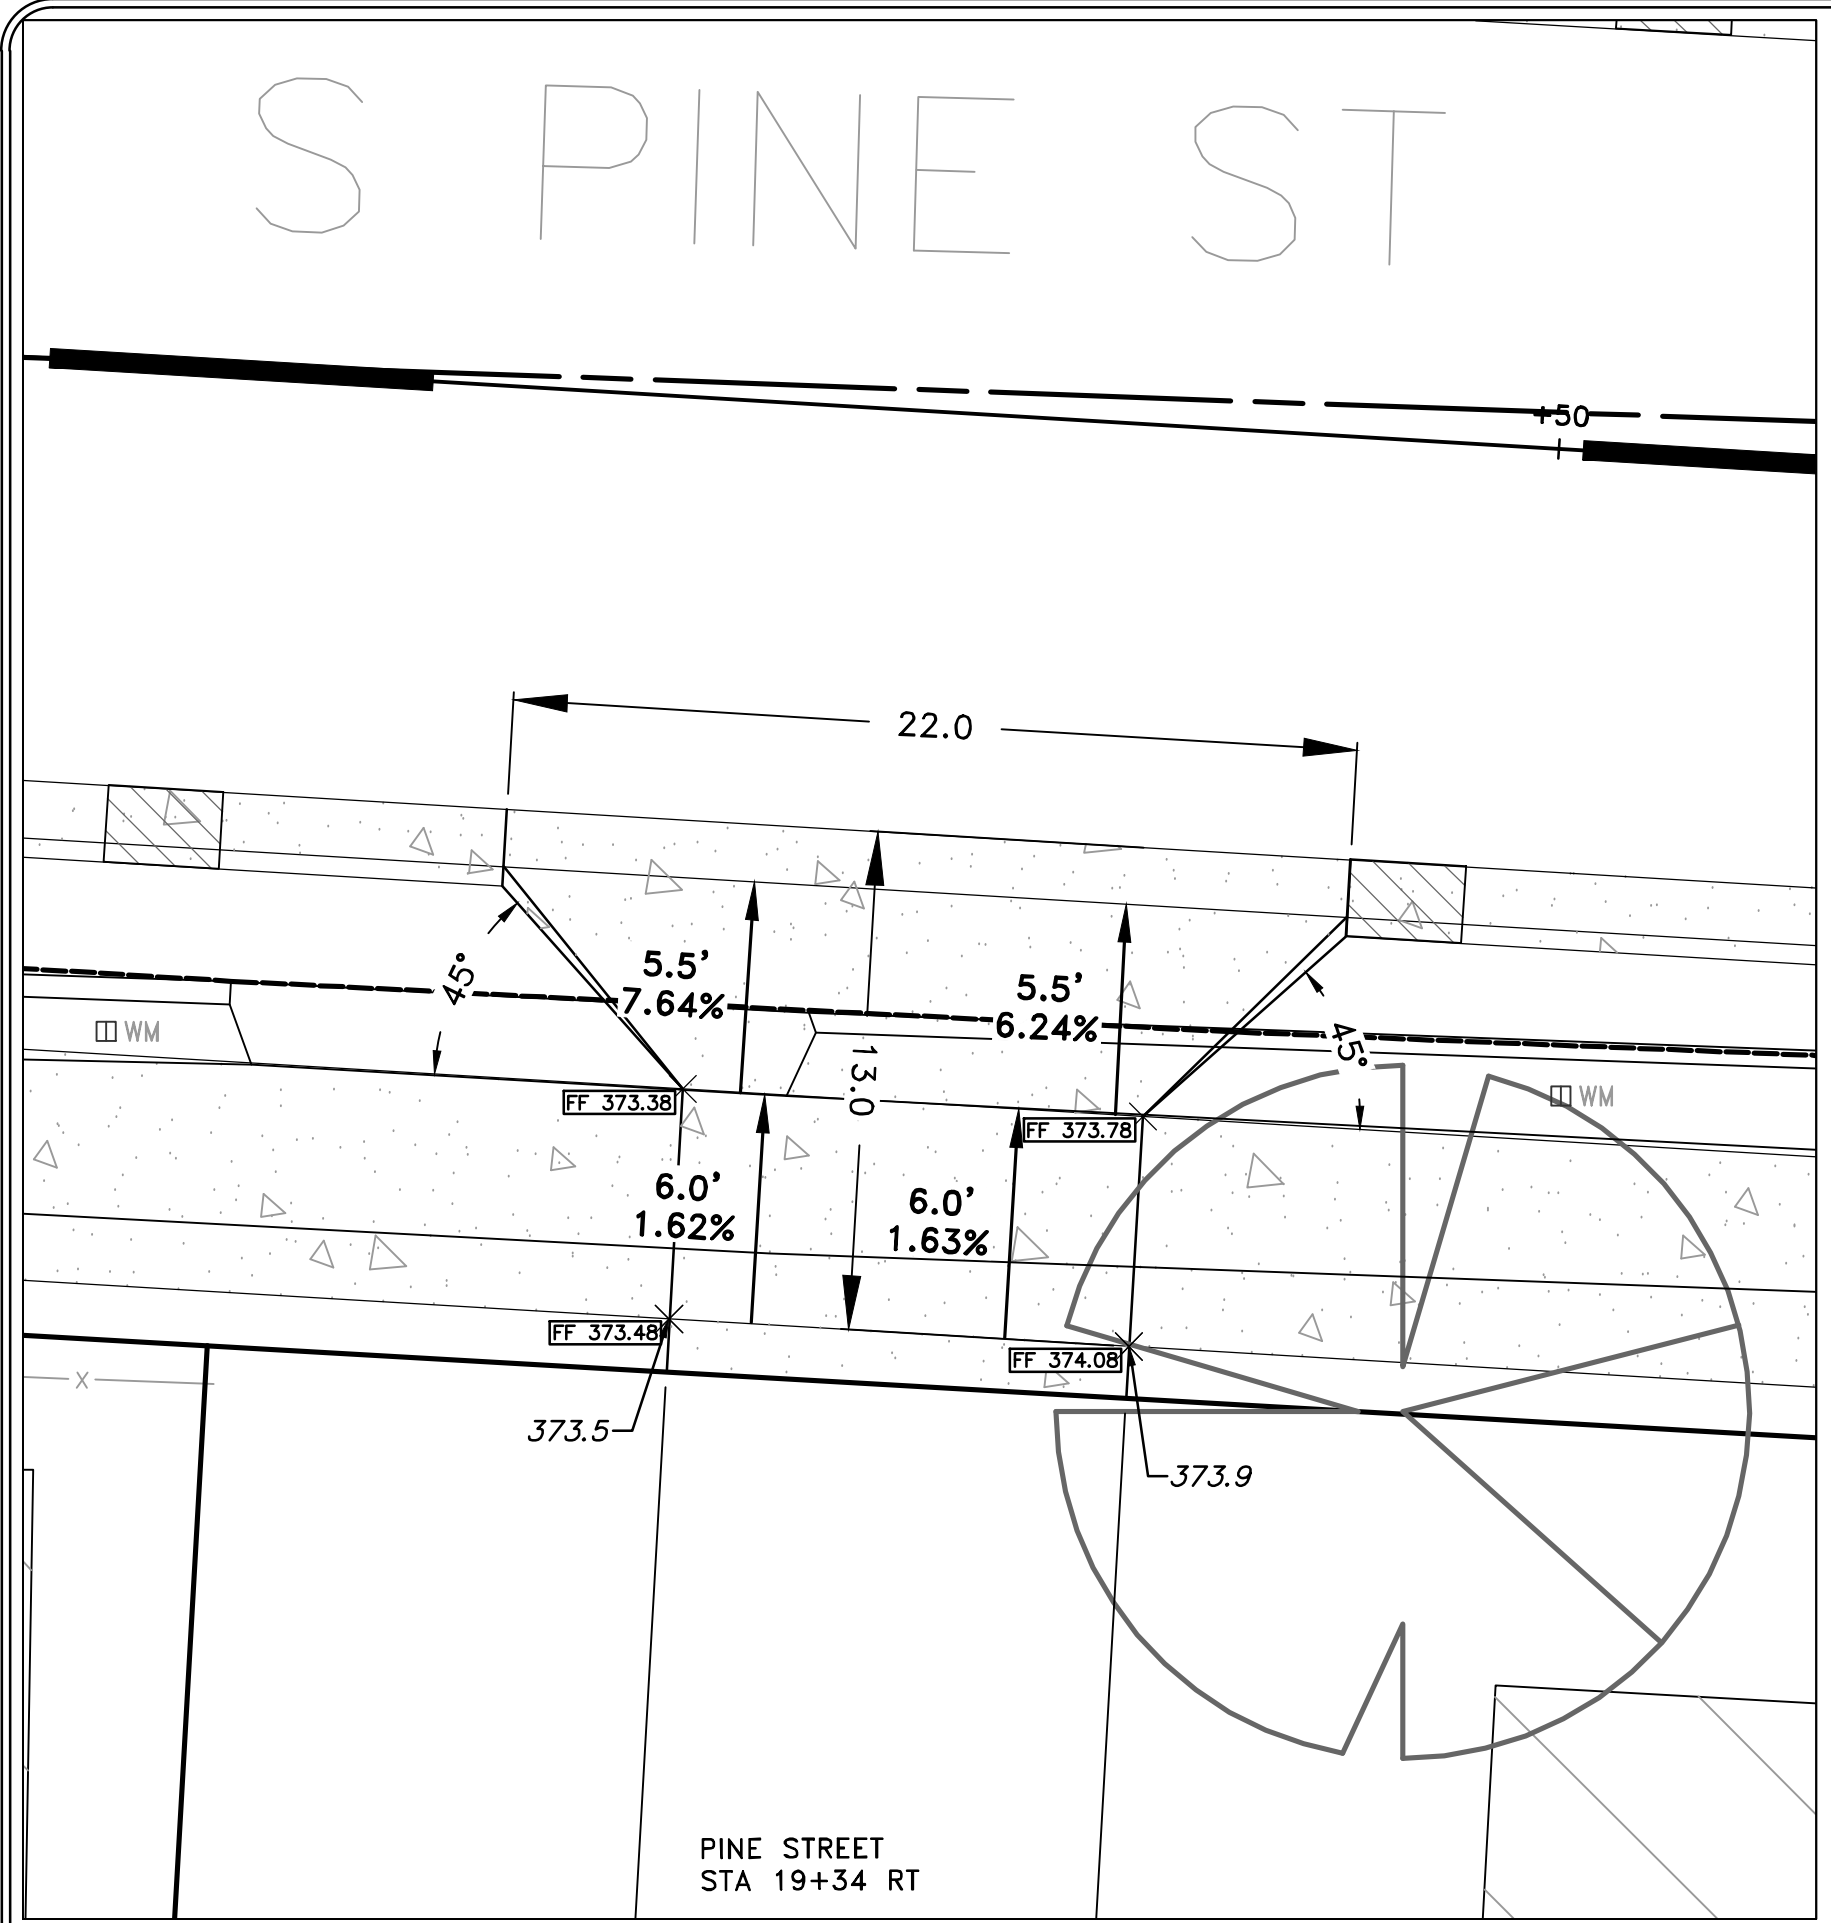 S PINE ST
+50
22.0
5.5’
7.64%
5.5’
6.24%
45°
45°
WM
WM
13.0
FF 373.38
FF 373.78
6.0’
1.62%
6.0’
1.63%
FF 373.48
FF 374.08
X
373.5
373.9
PINE STREET
STA 19+34 RT